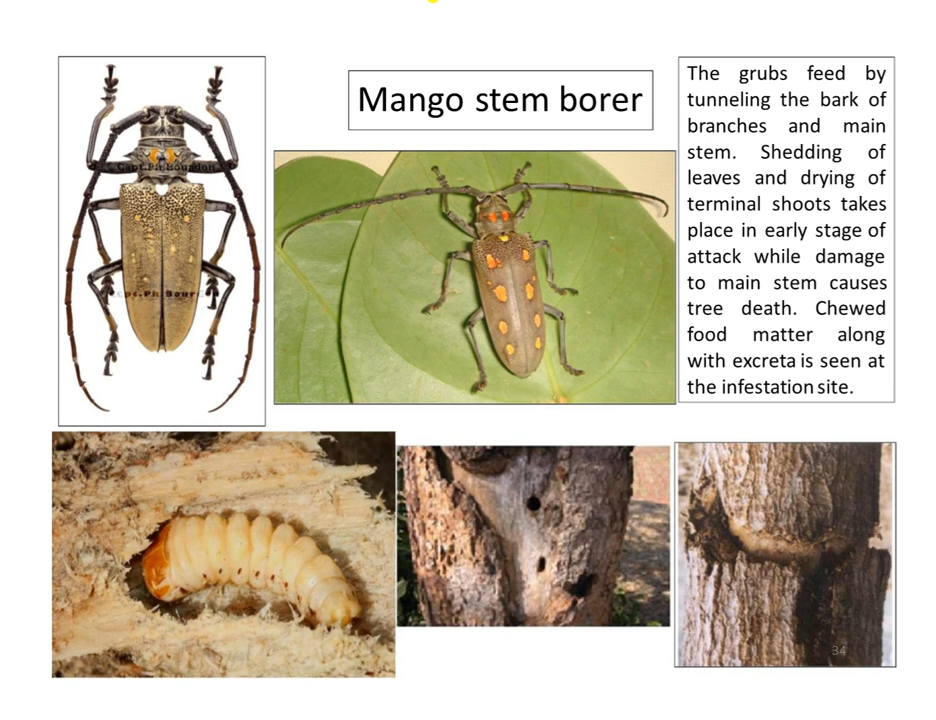 Mango stem borer
The grubs feed by
tunneling the bark of
branches and main
stem. Shedding of
leaves and drying of
terminal shoots takes
place in early stage of
attack while damage
to main stem causes
tree death. Chewed
food matter along
with excreta is seen at
the infestation site.
34